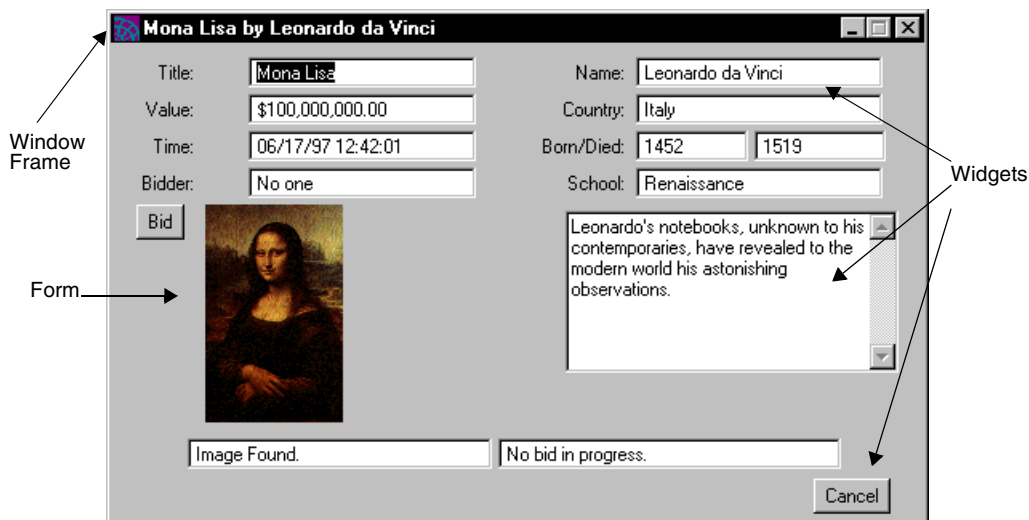 Mona Lisa by Leonardo da Vinci
Title: Mona Lisa Name: Leonardo da Vinci
Value: $100,000,000.00 Country: Italy
Time: 06/17/97 12:42:01 Born/Died: 1452 1519
Bidder: No one School: Renaissance
Window
Frame
Widgets
Bid
Leonardo's notebooks, unknown to his
contemporaries, have revealed to the
modern world his astonishing
observations.
Form
Image Found. No bid in progress.
Cancel